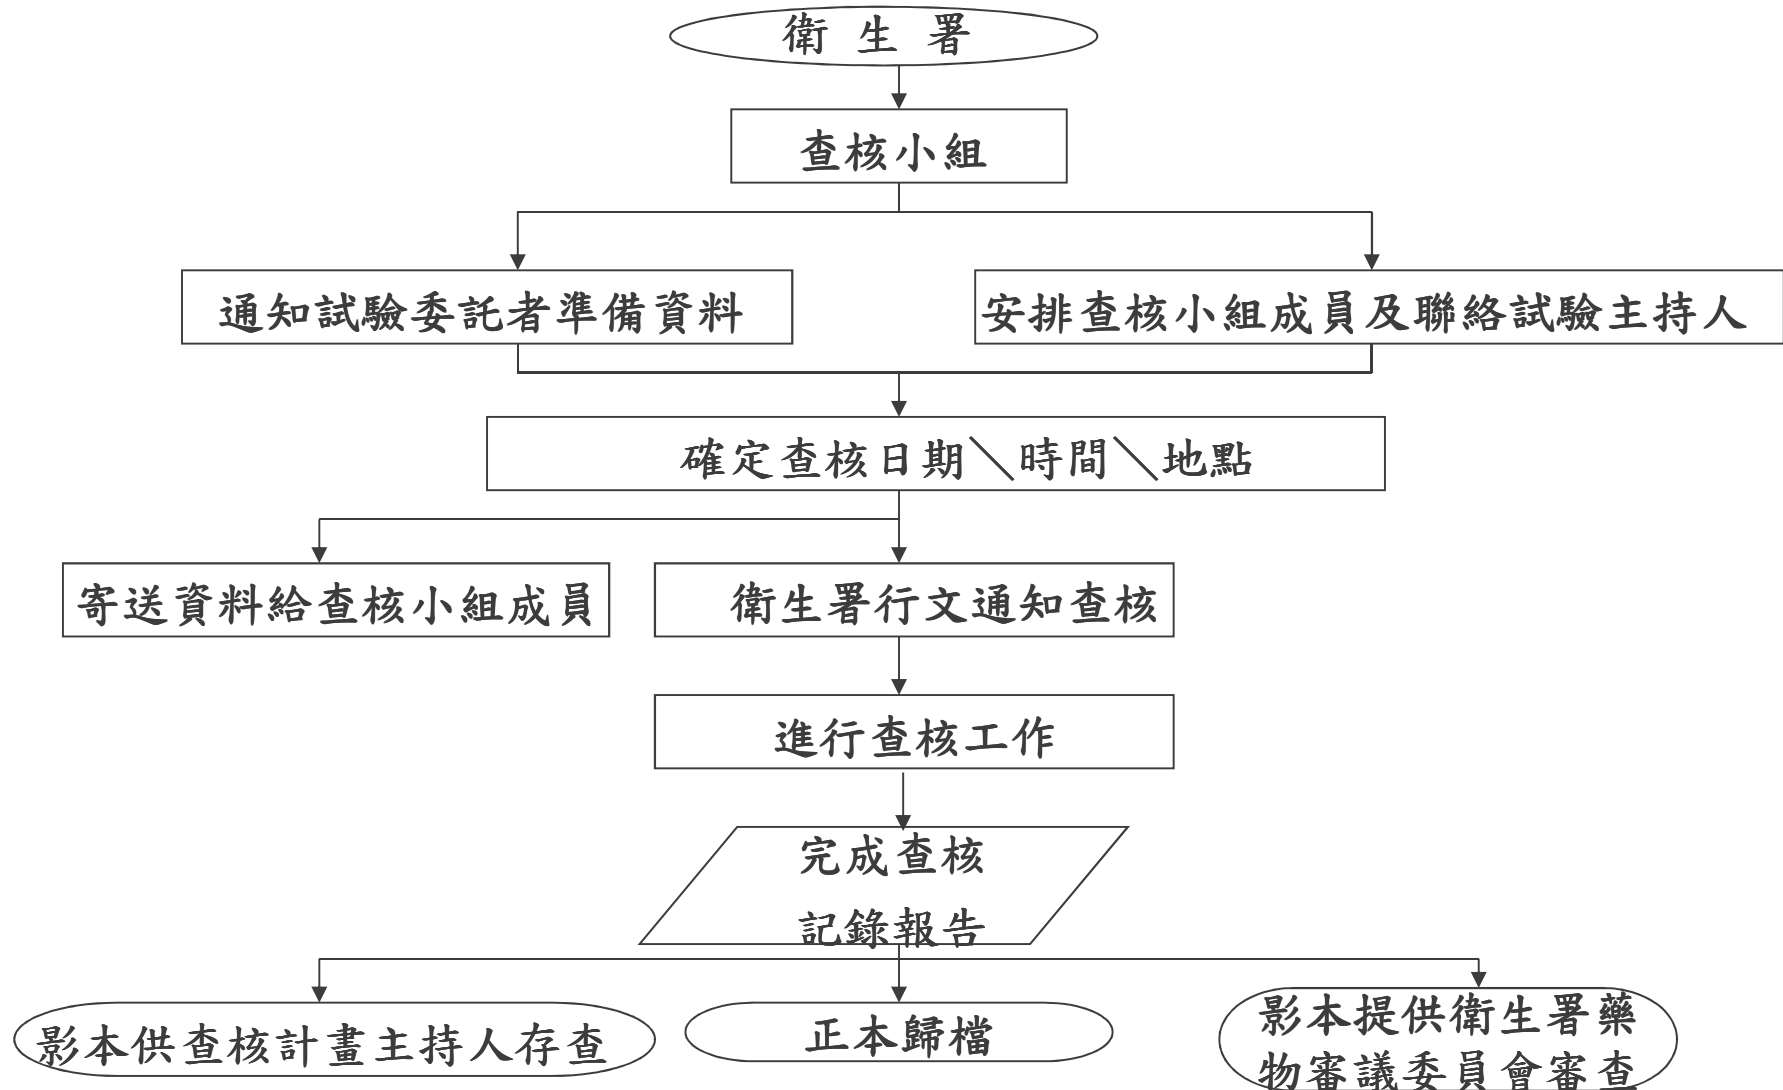 衛 生 署
查核小組
通知試驗委託者準備資料
安排查核小組成員及聯絡試驗主持人
確定查核日期＼時間＼地點
寄送資料給查核小組成員
衛生署行文通知查核
進行查核工作
完成查核
記錄報告
影本供查核計畫主持人存查
正本歸檔
影本提供衛生署藥
物審議委員會審查